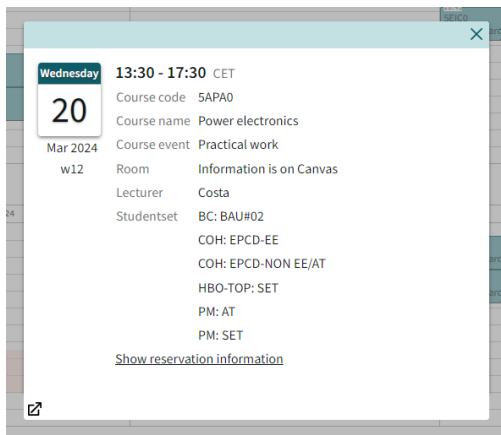 SEIC0
Wednesday
20
Mar 2024
w12
13:30 - 17:30 CET
Course code 5APA0
Course name Power electronics
Course event Practical work
Room Information is on Canvas
Lecturer Costa
Studentset BC: BAU#02
COH: EPCD-EE
COH: EPCD-NON EE/AT
HBO-TOP: SET
PM: AT
PM: SET
Show reservation information
24